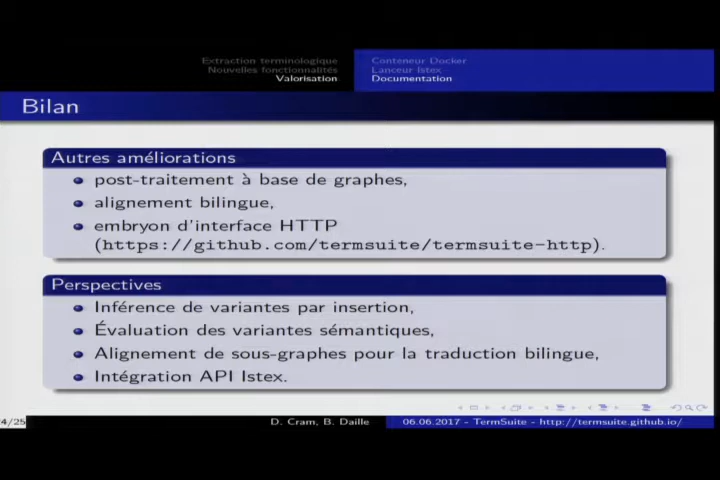 Extraction terminologique
Nouvelles fonctionnalités
Valorisation
Conteneur Docker
Lanceur Istex
Documentation
Bilan
Autres améliorations
post-traitement à base de graphes,
alignement bilingue,
embryon d'interface HTTP
(https://github.com/termsuite/termsuite-http).
Perspectives
Inférence de variantes par insertion,
Évaluation des variantes sémantiques,
Alignement de sous-graphes pour la traduction bilingue,
Intégration API Istex.
4/25
D. Cram, B. Daille
06.06.2017 - TermSuite - http://termsuite.github.io/